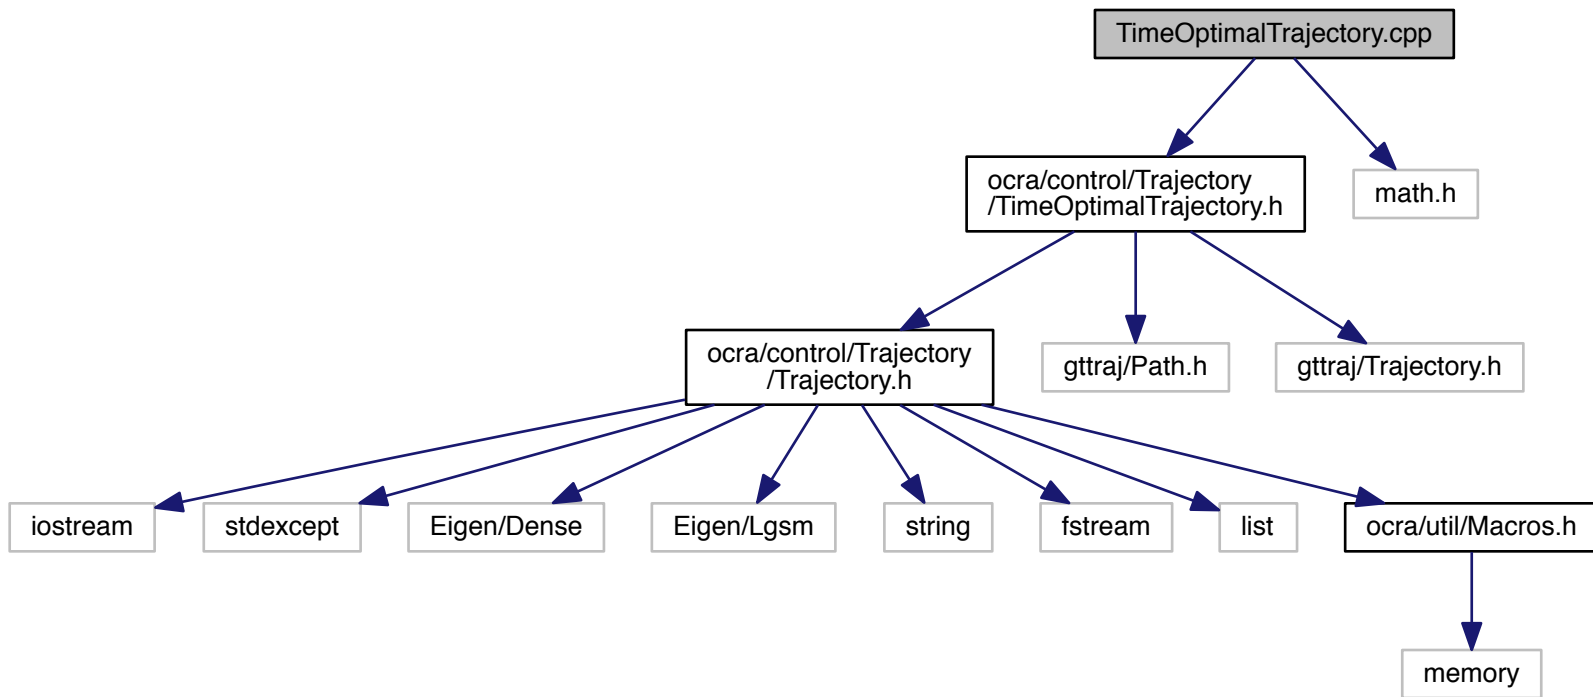 TimeOptimalTrajectory.cpp
ocra/control/Trajectory
/TimeOptimalTrajectory.h
math.h
ocra/control/Trajectory
/Trajectory.h
gttraj/Path.h
gttraj/Trajectory.h
iostream
stdexcept
Eigen/Dense
Eigen/Lgsm
string
fstream
list
ocra/util/Macros.h
memory